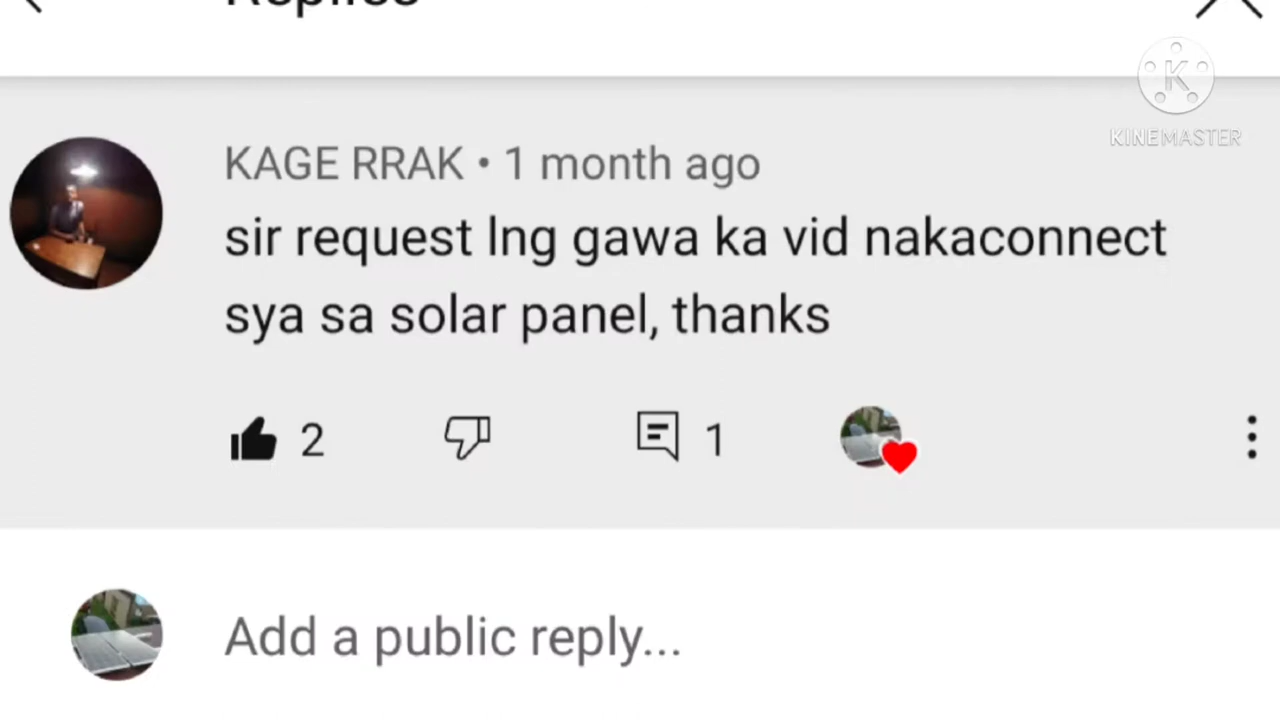 Replies
KINEMASTER
KAGE RRAK • 1 month ago
sir request lng gawa ka vid nakaconnect
sya sa solar panel, thanks
2
1
Add a public reply...